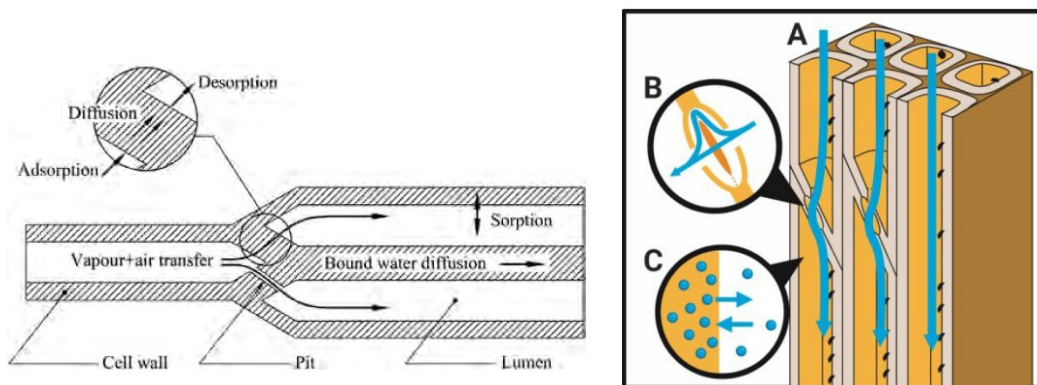 Desorption
Diffusion
Adsorption
Sorption
Vapour+air transfer
Bound water diffusion
Cell wall
Pit
Lumen
A
B
C